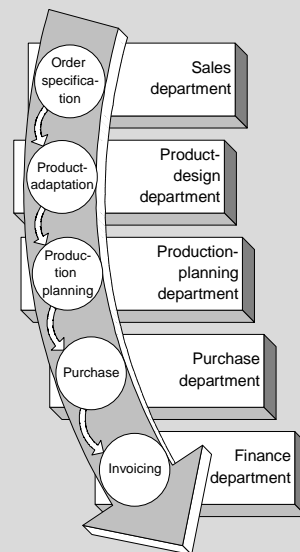 Order
specifica-
tion
Sales
department
Product-
adaptation
Product-
design
department
Produc-
tion
planning
Production-
planning
department
Purchase
Purchase
department
Invoicing
Finance
department